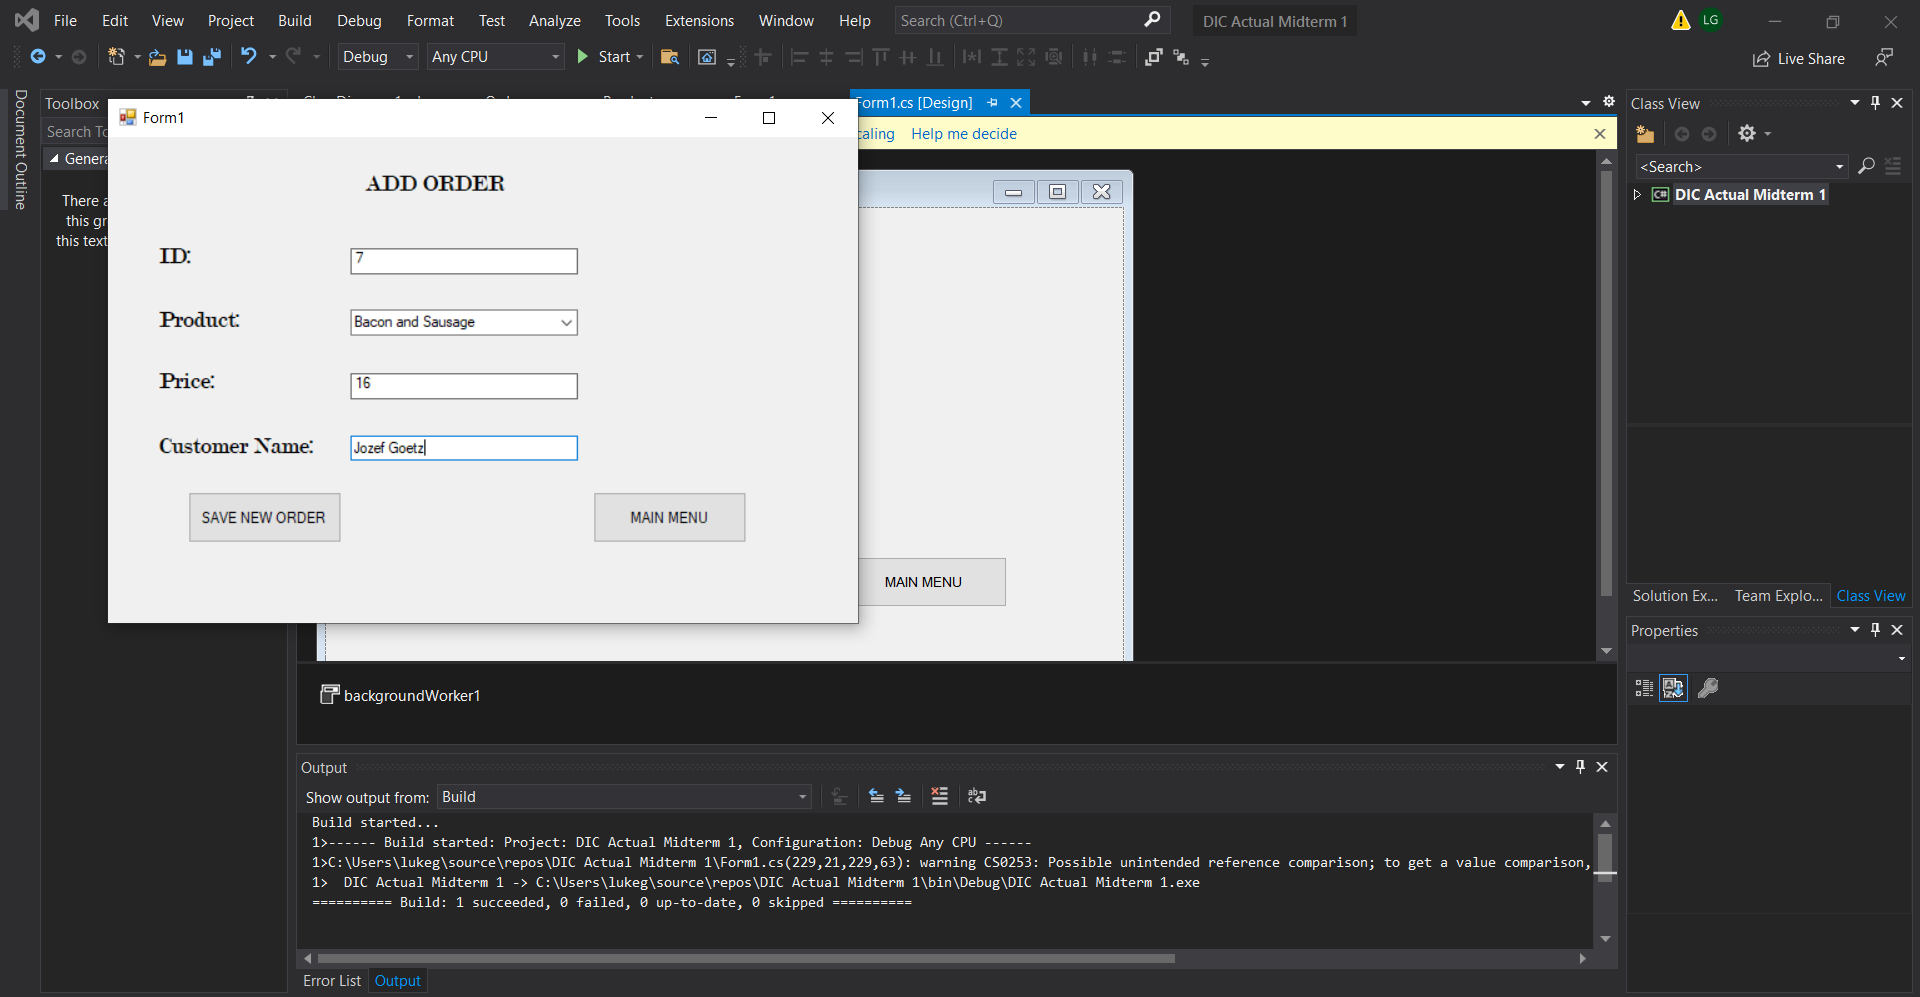 File Edit View Project Build Debug Format Test Analyze Tools Extensions Window Help Search (Ctrl+Q) DIC Actual Midterm 1 LG
Debug Any CPU Start Live Share
Document Outline
Toolbox
Search To
General
There a
this gr
this text
Form1.cs [Design]
caling Help me decide
Form1
ADD ORDER
ID: 7
Product: Bacon and Sausage
Price: 16
Customer Name: Jozef Goetz
SAVE NEW ORDER MAIN MENU
MAIN MENU
backgroundWorker1
Class View
<Search>
C# DIC Actual Midterm 1
Solution Ex... Team Explo... Class View
Properties
Output
Show output from: Build
Build started...
1>------ Build started: Project: DIC Actual Midterm 1, Configuration: Debug Any CPU ------
1>C:\Users\lukeg\source\repos\DIC Actual Midterm 1\Form1.cs(229,21,229,63): warning CS0253: Possible unintended reference comparison; to get a value comparison,
1>  DIC Actual Midterm 1 -> C:\Users\lukeg\source\repos\DIC Actual Midterm 1\bin\Debug\DIC Actual Midterm 1.exe
========== Build: 1 succeeded, 0 failed, 0 up-to-date, 0 skipped ==========
Error List Output